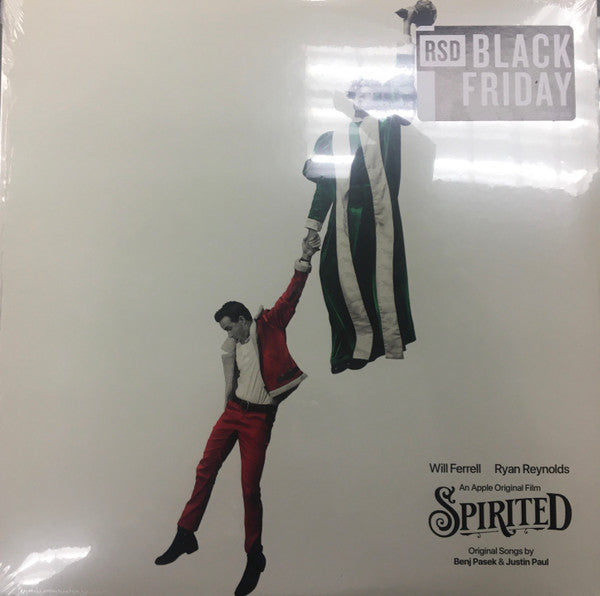 RSD BLACK
FRIDAY
Will Ferrell Ryan Reynolds
An Apple Original Film
SPIRITED
Original Songs by
Benj Pasek & Justin Paul